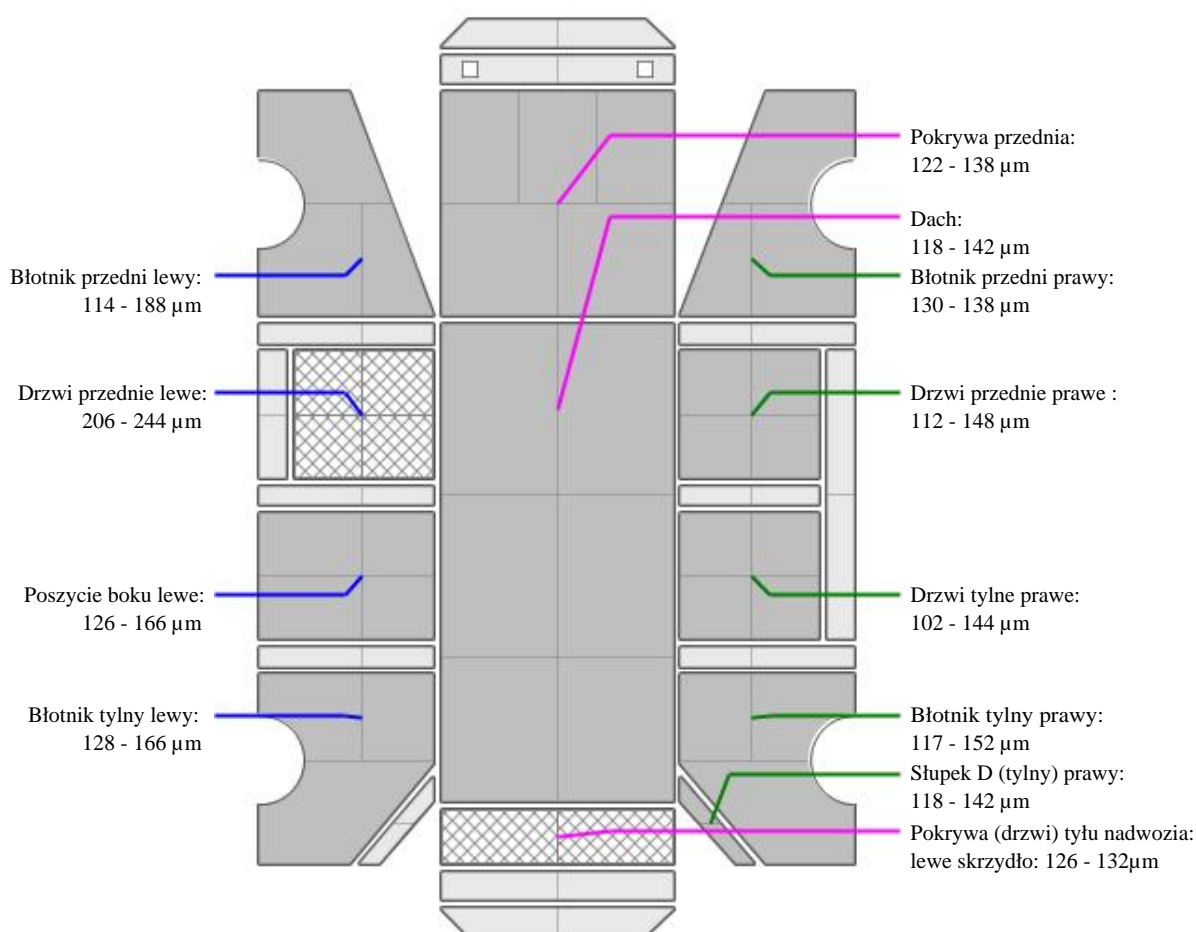 Pokrywa przednia:
122 - 138 µm
Dach:
118 - 142 µm
Błotnik przedni lewy:
114 - 188 µm
Błotnik przedni prawy:
130 - 138 µm
Drzwi przednie lewe:
206 - 244 µm
Drzwi przednie prawe :
112 - 148 µm
Poszycie boku lewe:
126 - 166 µm
Drzwi tylne prawe:
102 - 144 µm
Błotnik tylny lewy:
128 - 166 µm
Błotnik tylny prawy:
117 - 152 µm
Słupek D (tylny) prawy:
118 - 142 µm
Pokrywa (drzwi) tyłu nadwozia:
lewe skrzydło: 126 - 132µm